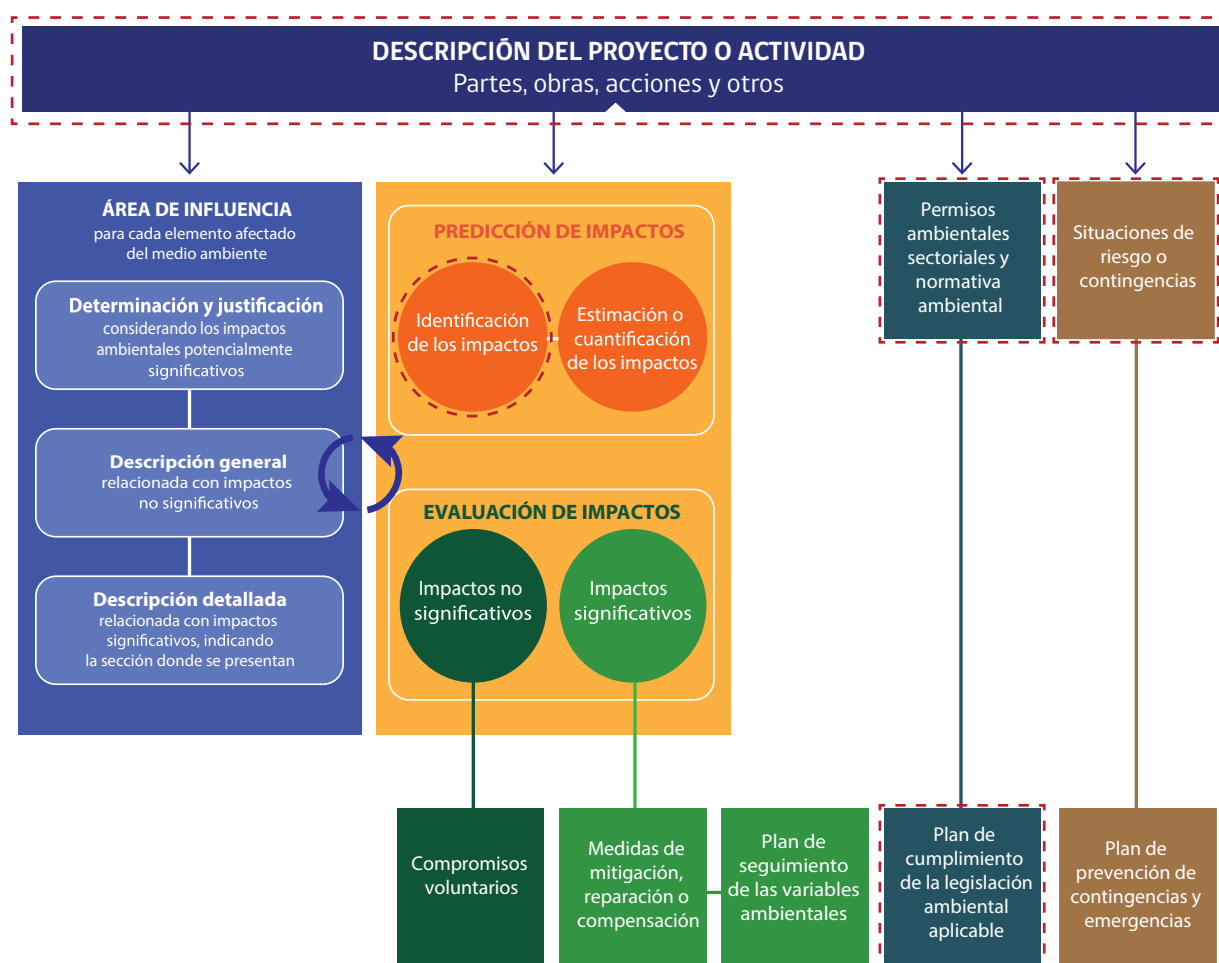 DESCRIPCIÓN DEL PROYECTO O ACTIVIDAD
Partes, obras, acciones y otros
ÁREA DE INFLUENCIA
para cada elemento afectado
del medio ambiente
Determinación y justificación
considerando los impactos
ambientales potencialmente
significativos
Descripción general
relacionada con impactos
no significativos
Descripción detallada
relacionada con impactos
significativos, indicando
la sección donde se presentan
PREDICCIÓN DE IMPACTOS
Identificación
de los impactos
Estimación o
cuantificación
de los impactos
EVALUACIÓN DE IMPACTOS
Impactos no
significativos
Impactos
significativos
Permisos
ambientales
sectoriales y
normativa
ambiental
Situaciones de
riesgo o
contingencias
Compromisos
voluntarios
Medidas de
mitigación,
reparación o
compensación
Plan de
seguimiento
de las variables
ambientales
Plan de
cumplimiento
de la legislación
ambiental
aplicable
Plan de
prevención de
contingencias y
emergencias